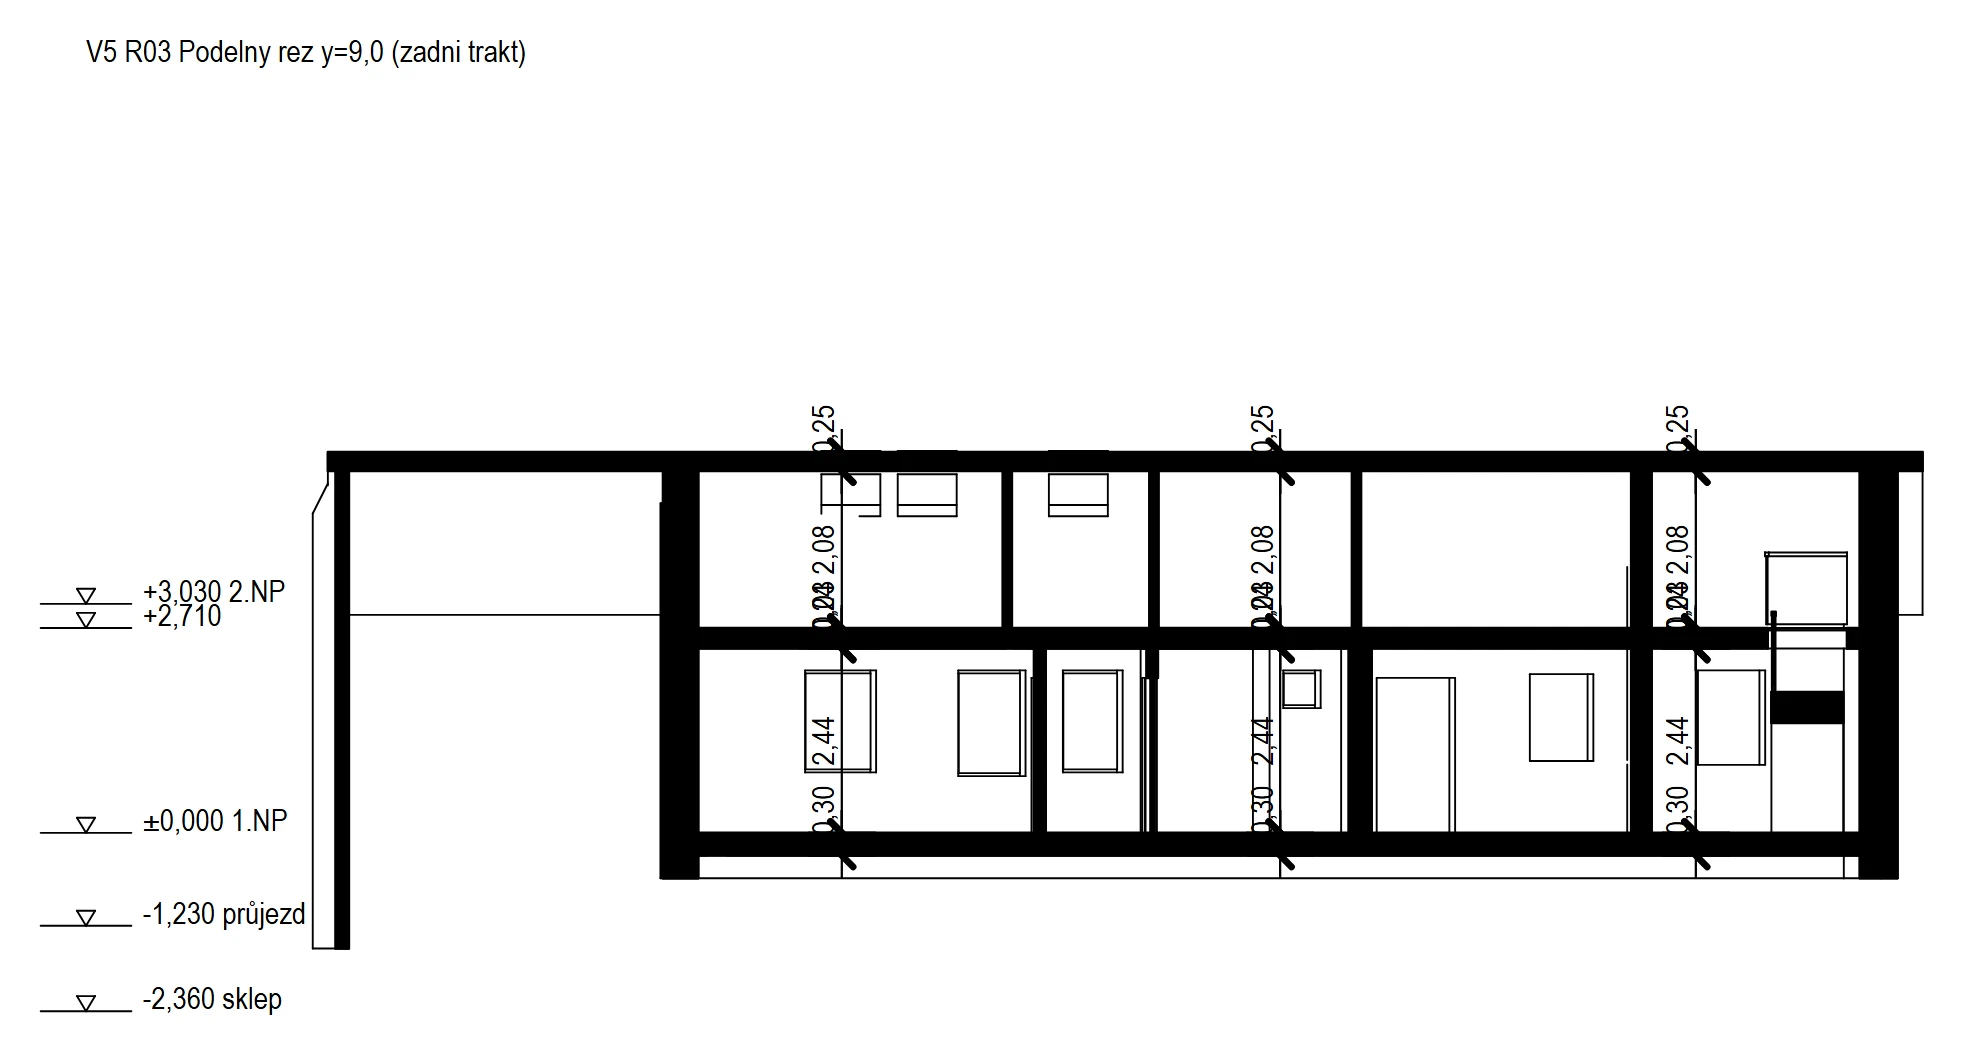 V5 R03 Podelny rez y=9,0 (zadni trakt)
0,25
0,25
0,25
2,08
2,08
2,08
+3,030 2.NP
+2,710
2,44
2,44
2,44
0,30
0,30
0,30
±0,000 1.NP
-1,230 průjezd
-2,360 sklep